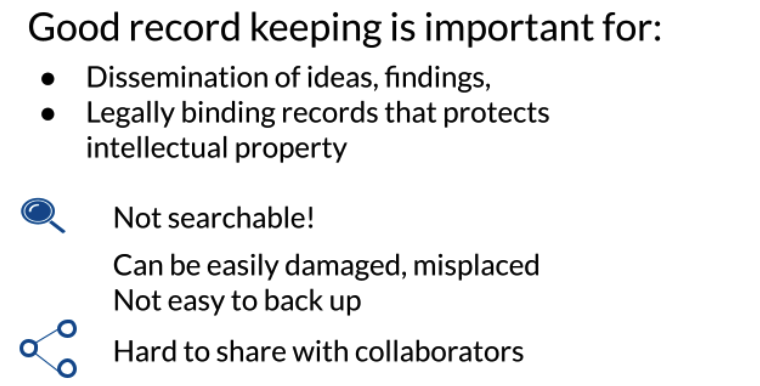 Good record keeping is important for:
● Dissemination of ideas, findings,
● Legally binding records that protects
intellectual property
Not searchable!
Can be easily damaged, misplaced
Not easy to back up
Hard to share with collaborators